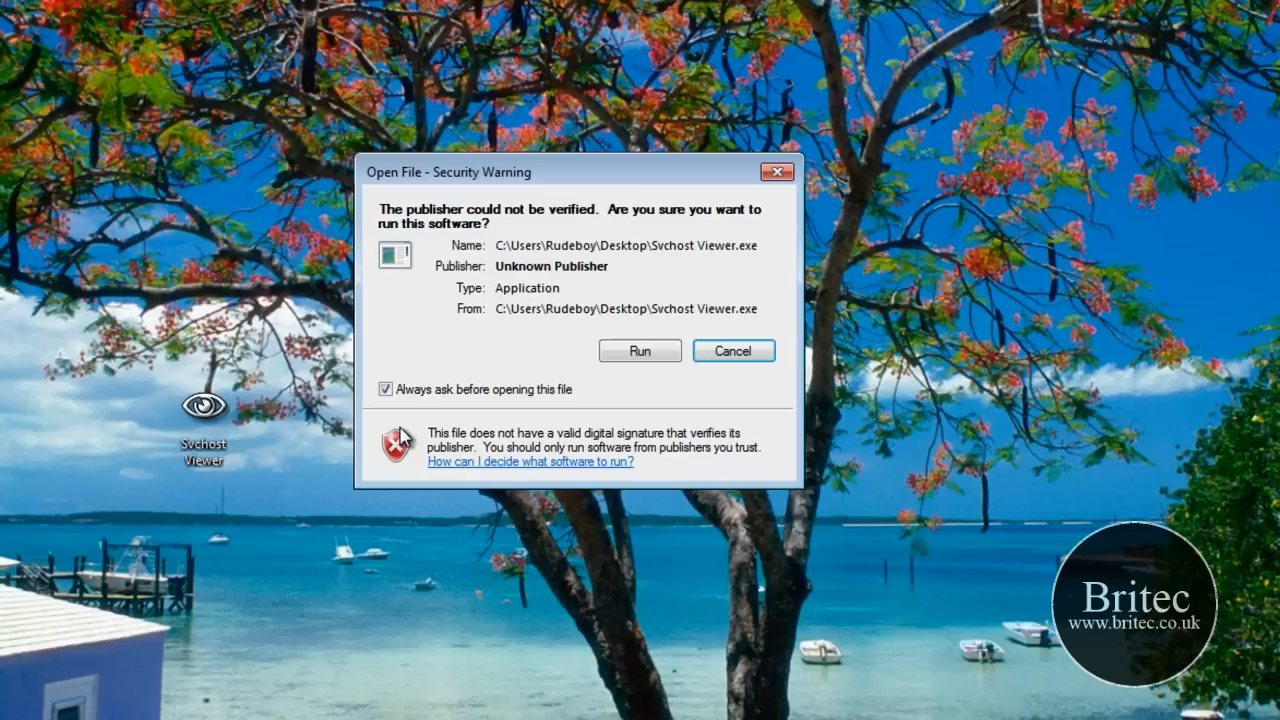 Open File - Security Warning
The publisher could not be verified. Are you sure you want to
run this software?
Name: C:\Users\Rudeboy\Desktop\Svchost Viewer.exe
Publisher: Unknown Publisher
Type: Application
From: C:\Users\Rudeboy\Desktop\Svchost Viewer.exe
Run Cancel
Always ask before opening this file
This file does not have a valid digital signature that verifies its
publisher. You should only run software from publishers you trust.
How can I decide what software to run?
Svchost
Viewer
Britec
www.britec.co.uk